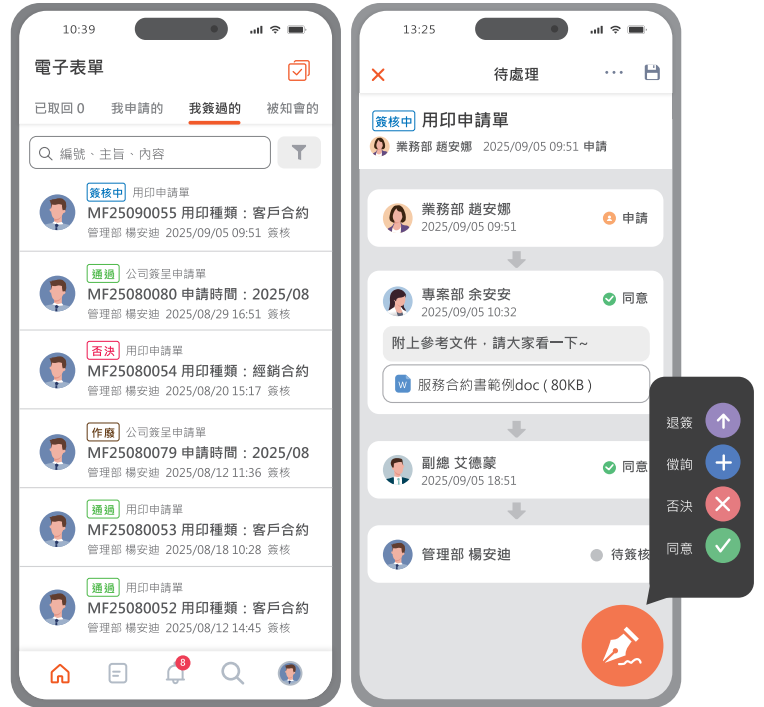 10:39
電子表單
已取回 0 我申請的 我簽過的 被知會的
編號、主旨、內容
簽核中 用印申請單
MF25090055 用印種類：客戶合約
管理部 楊安迪 2025/09/05 09:51 簽核
通過 公司簽呈申請單
MF25080080 申請時間：2025/08
管理部 楊安迪 2025/08/29 16:51 簽核
否決 用印申請單
MF25080054 用印種類：經銷合約
管理部 楊安迪 2025/08/20 15:17 簽核
作廢 公司簽呈申請單
MF25080079 申請時間：2025/08
管理部 楊安迪 2025/08/12 11:36 簽核
通過 用印申請單
MF25080053 用印種類：客戶合約
管理部 楊安迪 2025/08/18 10:28 簽核
通過 用印申請單
MF25080052 用印種類：客戶合約
管理部 楊安迪 2025/08/12 14:45 簽核
8
13:25
待處理
簽核中 用印申請單
業務部 趙安娜 2025/09/05 09:51 申請
業務部 趙安娜
2025/09/05 09:51
申請
專案部 余安安
2025/09/05 10:32
同意
附上參考文件，請大家看一下~
W 服務合約書範例doc ( 80KB )
副總 艾德蒙
2025/09/05 18:51
同意
管理部 楊安迪
待簽核
退簽
徵詢
否決
同意